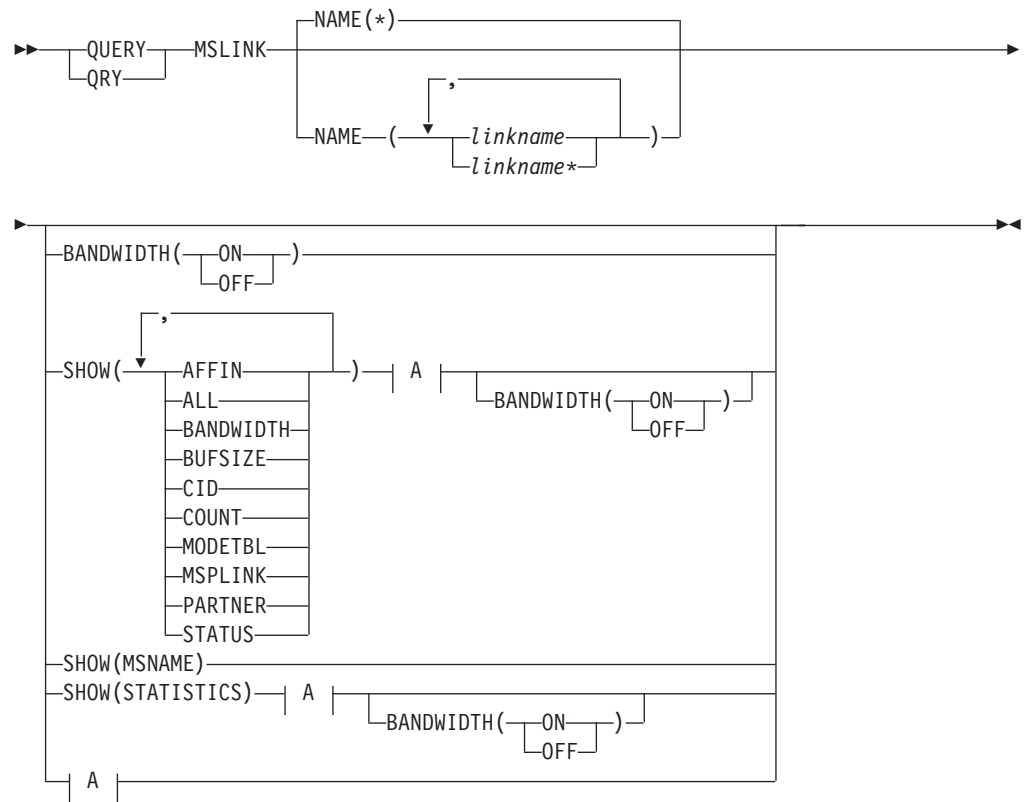 NAME(*)
QUERY MSLINK
QRY
,
NAME ( linkname )
linkname*
BANDWIDTH( ON )
OFF
,
SHOW( AFFIN ) A
ALL BANDWIDTH( ON )
BANDWIDTH OFF
BUFSIZE
CID
COUNT
MODETBL
MSPLINK
PARTNER
STATUS
SHOW(MSNAME)
SHOW(STATISTICS) A
BANDWIDTH( ON )
OFF
A